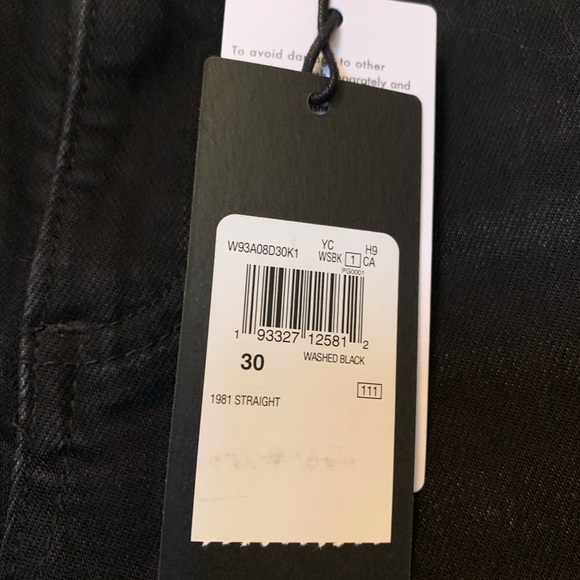 To avoid to other
parately and
W93A08D30K1 YC H9
WSBK 1 CA
PG0001
1 93327 12581 2
30 WASHED BLACK
111
1981 STRAIGHT